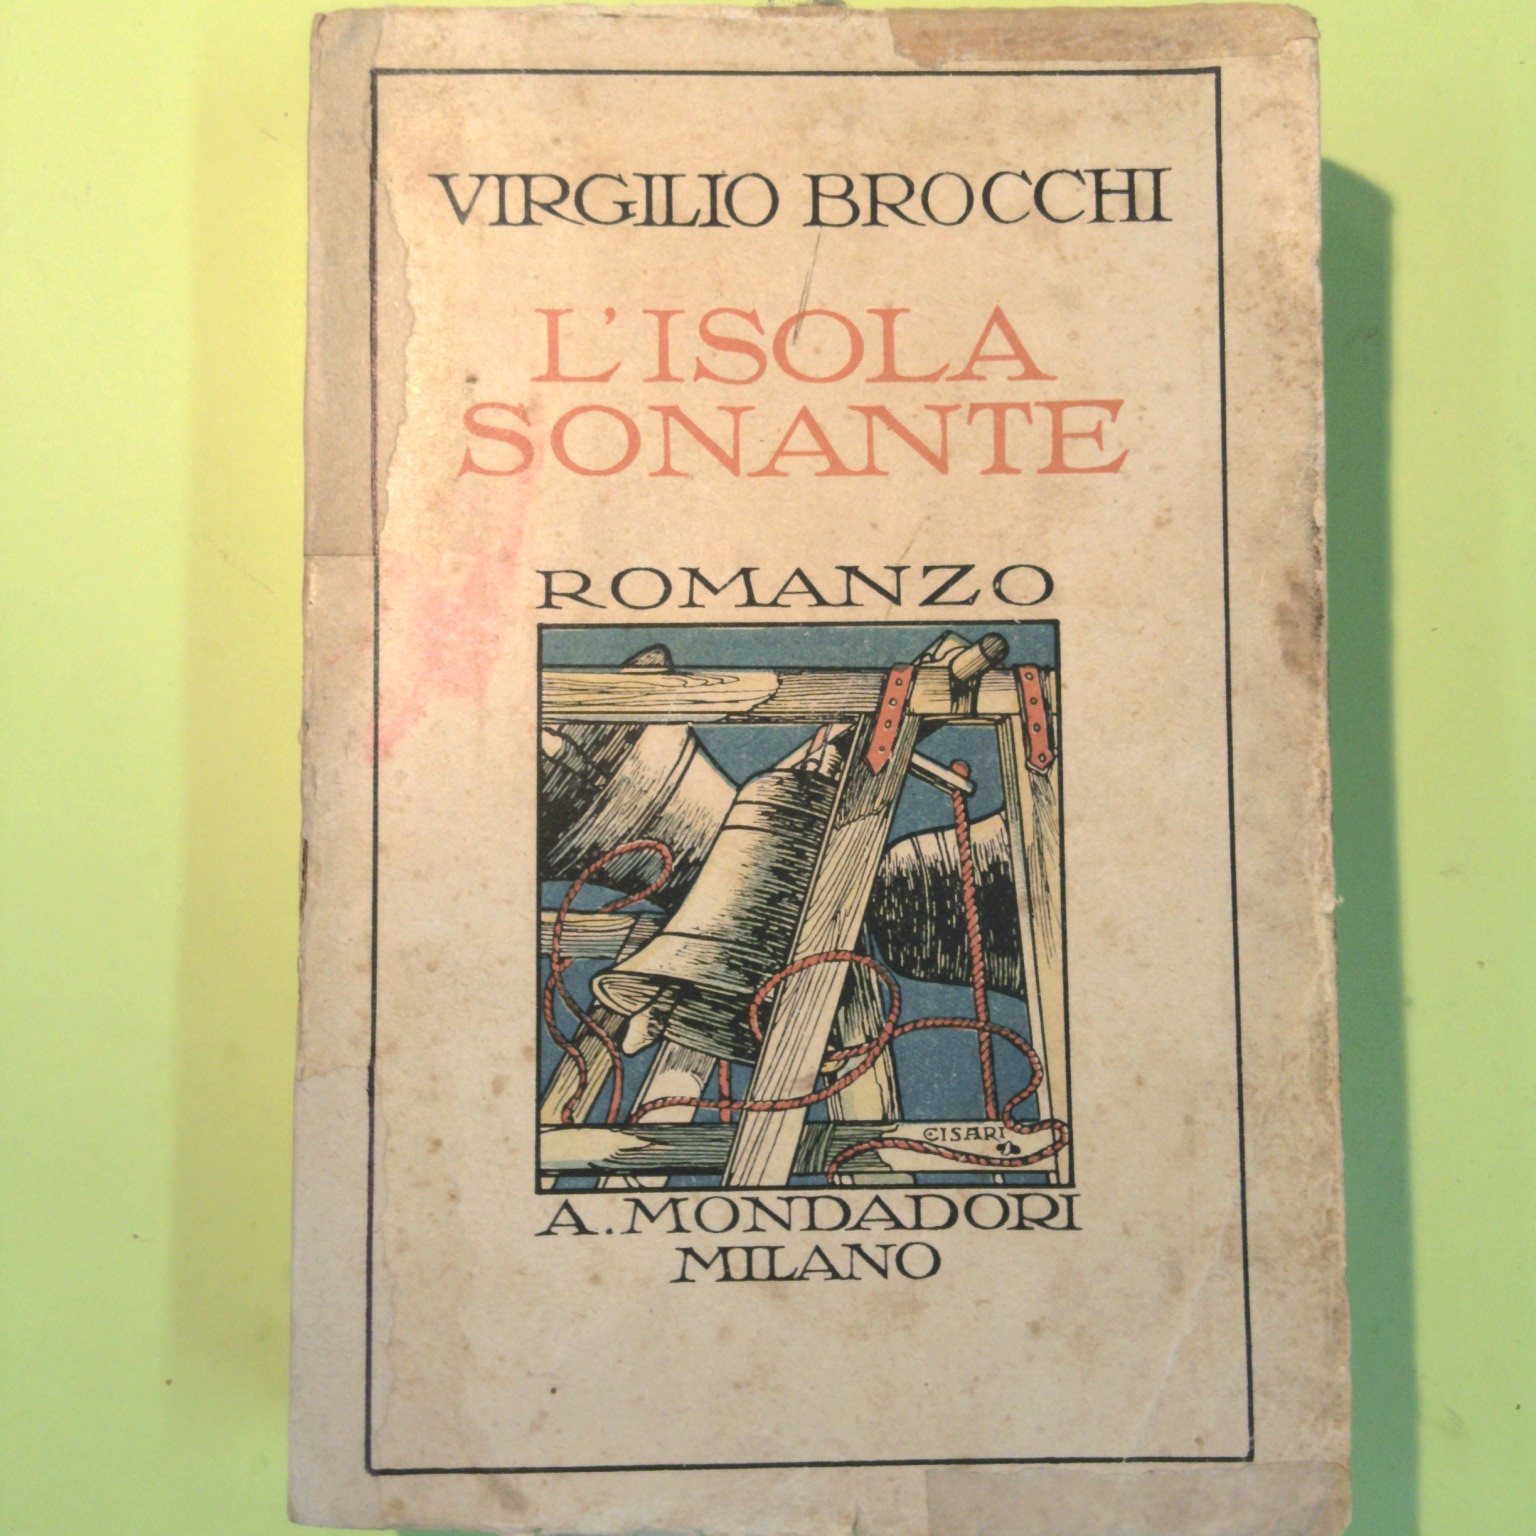 VIRGILIO BROCCHI
L'ISOLA
SONANTE
ROMANZO
CISARI
A. MONDADORI
MILANO